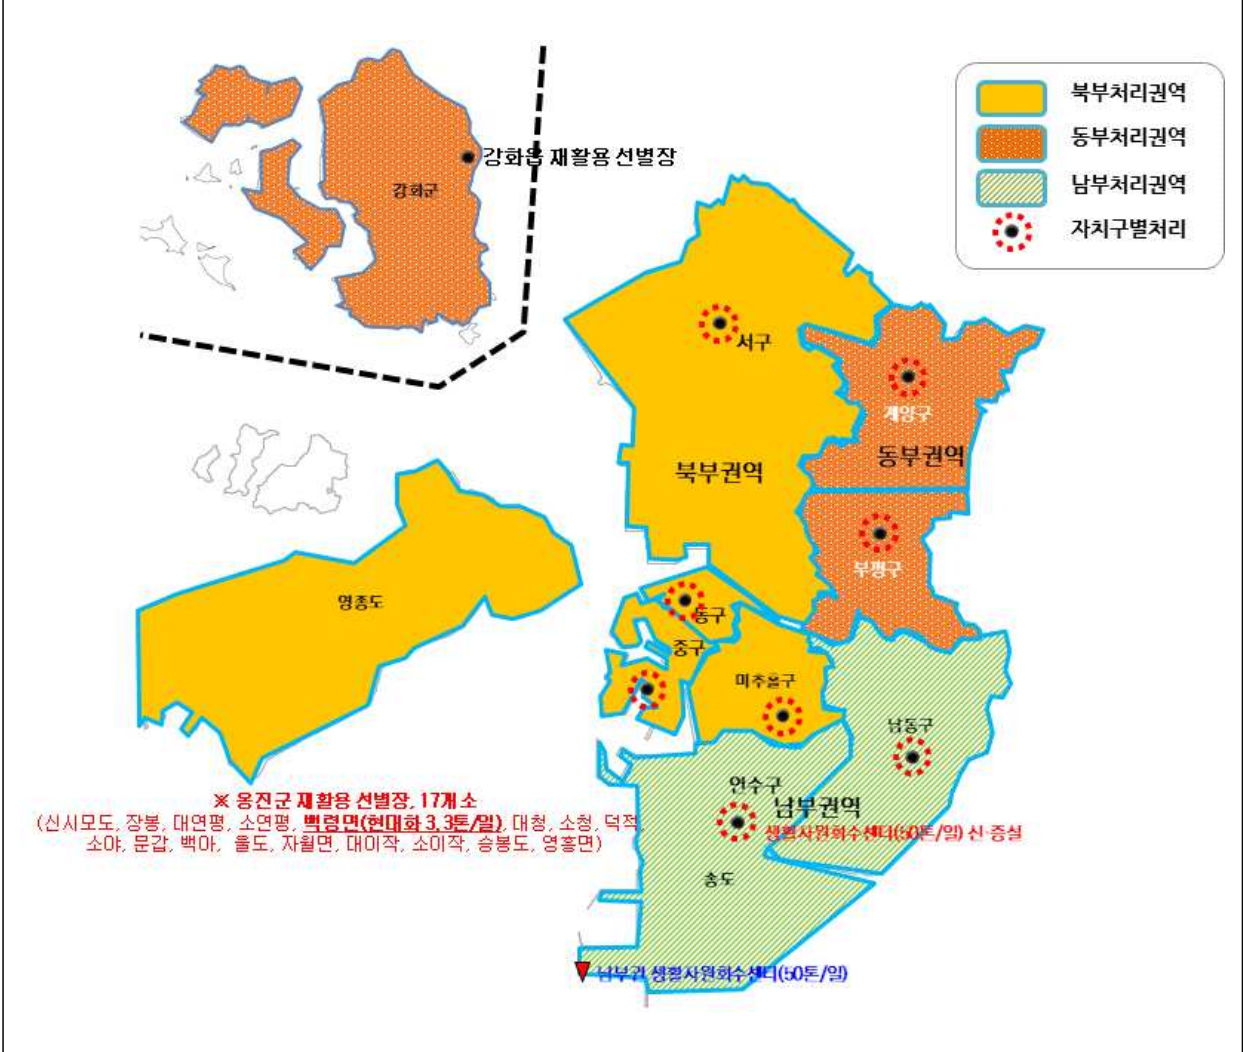 북부처리권역
동부처리권역
남부처리권역
자치구별처리
강화읍 재활용 선별장
강화군
서구
계양구
동부권역
북부권역
부평구
영종도
동구
중구
미추홀구
남동구
연수구
남부권역
생활자원회수센터(50톤/일) 신·증설
※ 옹진군 재활용 선별장, 17개소
(신시모도, 장봉, 대연평, 소연평, 백령면(현대화 3.3톤/일), 대청, 소청, 덕적,
소야, 문갑, 백아, 울도, 자월면, 대이작, 소이작, 승봉도, 영흥면)
송도
남부권 생활자원회수센터(50톤/일)